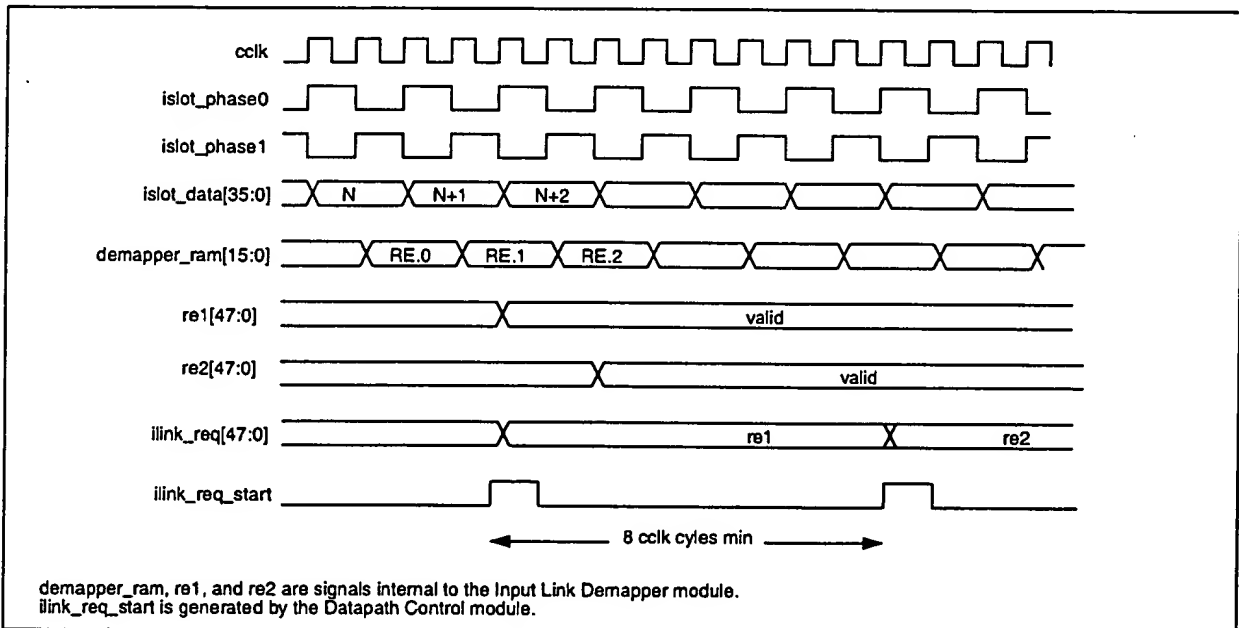 cclk
islot_phase0
islot_phase1
islot_data[35:0] N N+1 N+2
demapper_ram[15:0] RE.0 RE.1 RE.2
re1[47:0] valid
re2[47:0] valid
ilink_req[47:0] re1 re2
ilink_req_start
8 cclk cyles min
demapper_ram, re1, and re2 are signals internal to the Input Link Demapper module.
ilink_req_start is generated by the Datapath Control module.